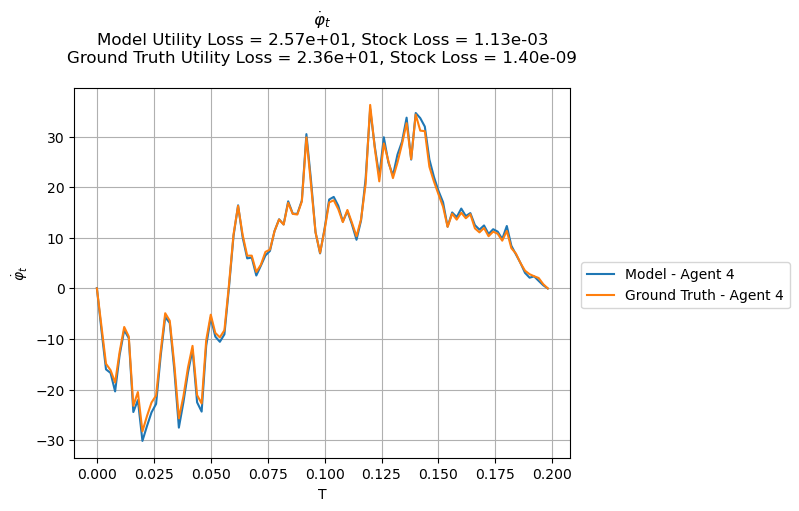 φ̇ₜ
Model Utility Loss = 2.57e+01, Stock Loss = 1.13e-03
Ground Truth Utility Loss = 2.36e+01, Stock Loss = 1.40e-09
φ̇ₜ
30
20
10
0
−10
−20
−30
0.000 0.025 0.050 0.075 0.100 0.125 0.150 0.175 0.200
T
Model - Agent 4
Ground Truth - Agent 4